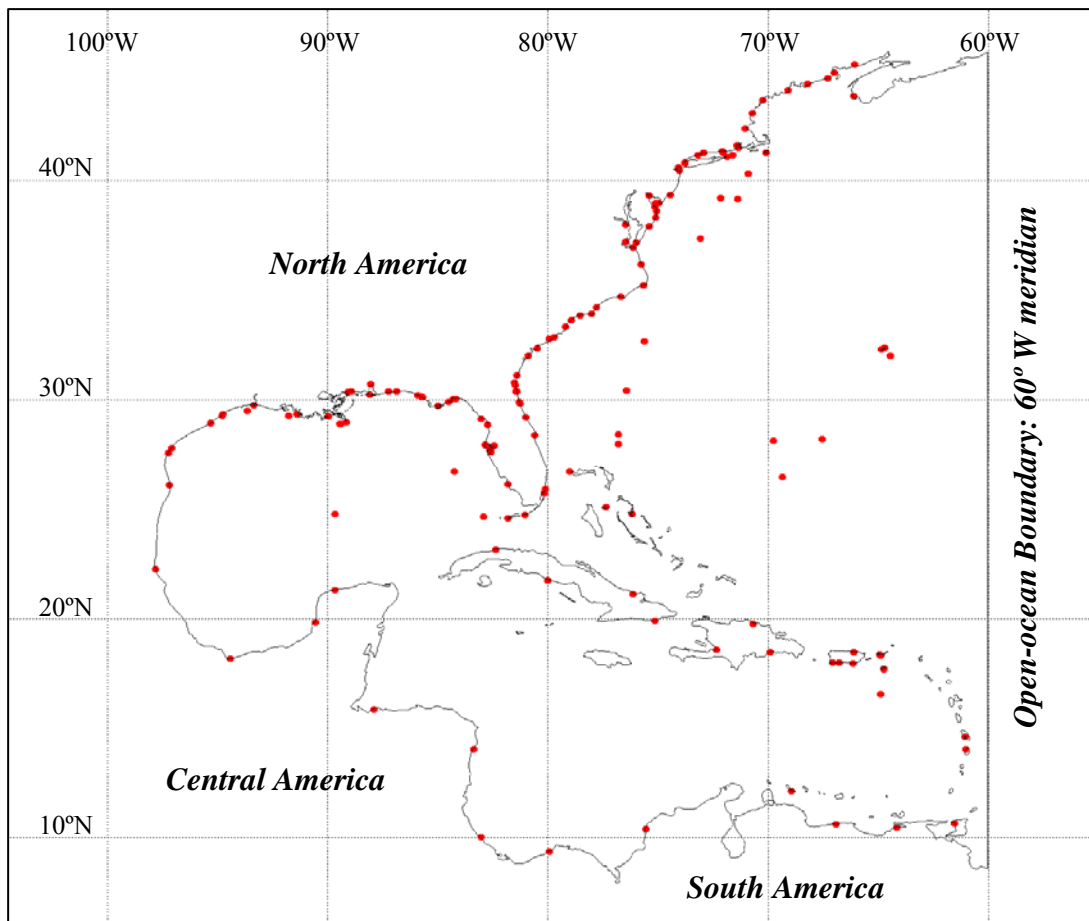 100ºW 90ºW 80ºW 70ºW 60ºW
40ºN
North America
30ºN
20ºN
Central America
10ºN
South America
Open-ocean Boundary: 60º W meridian